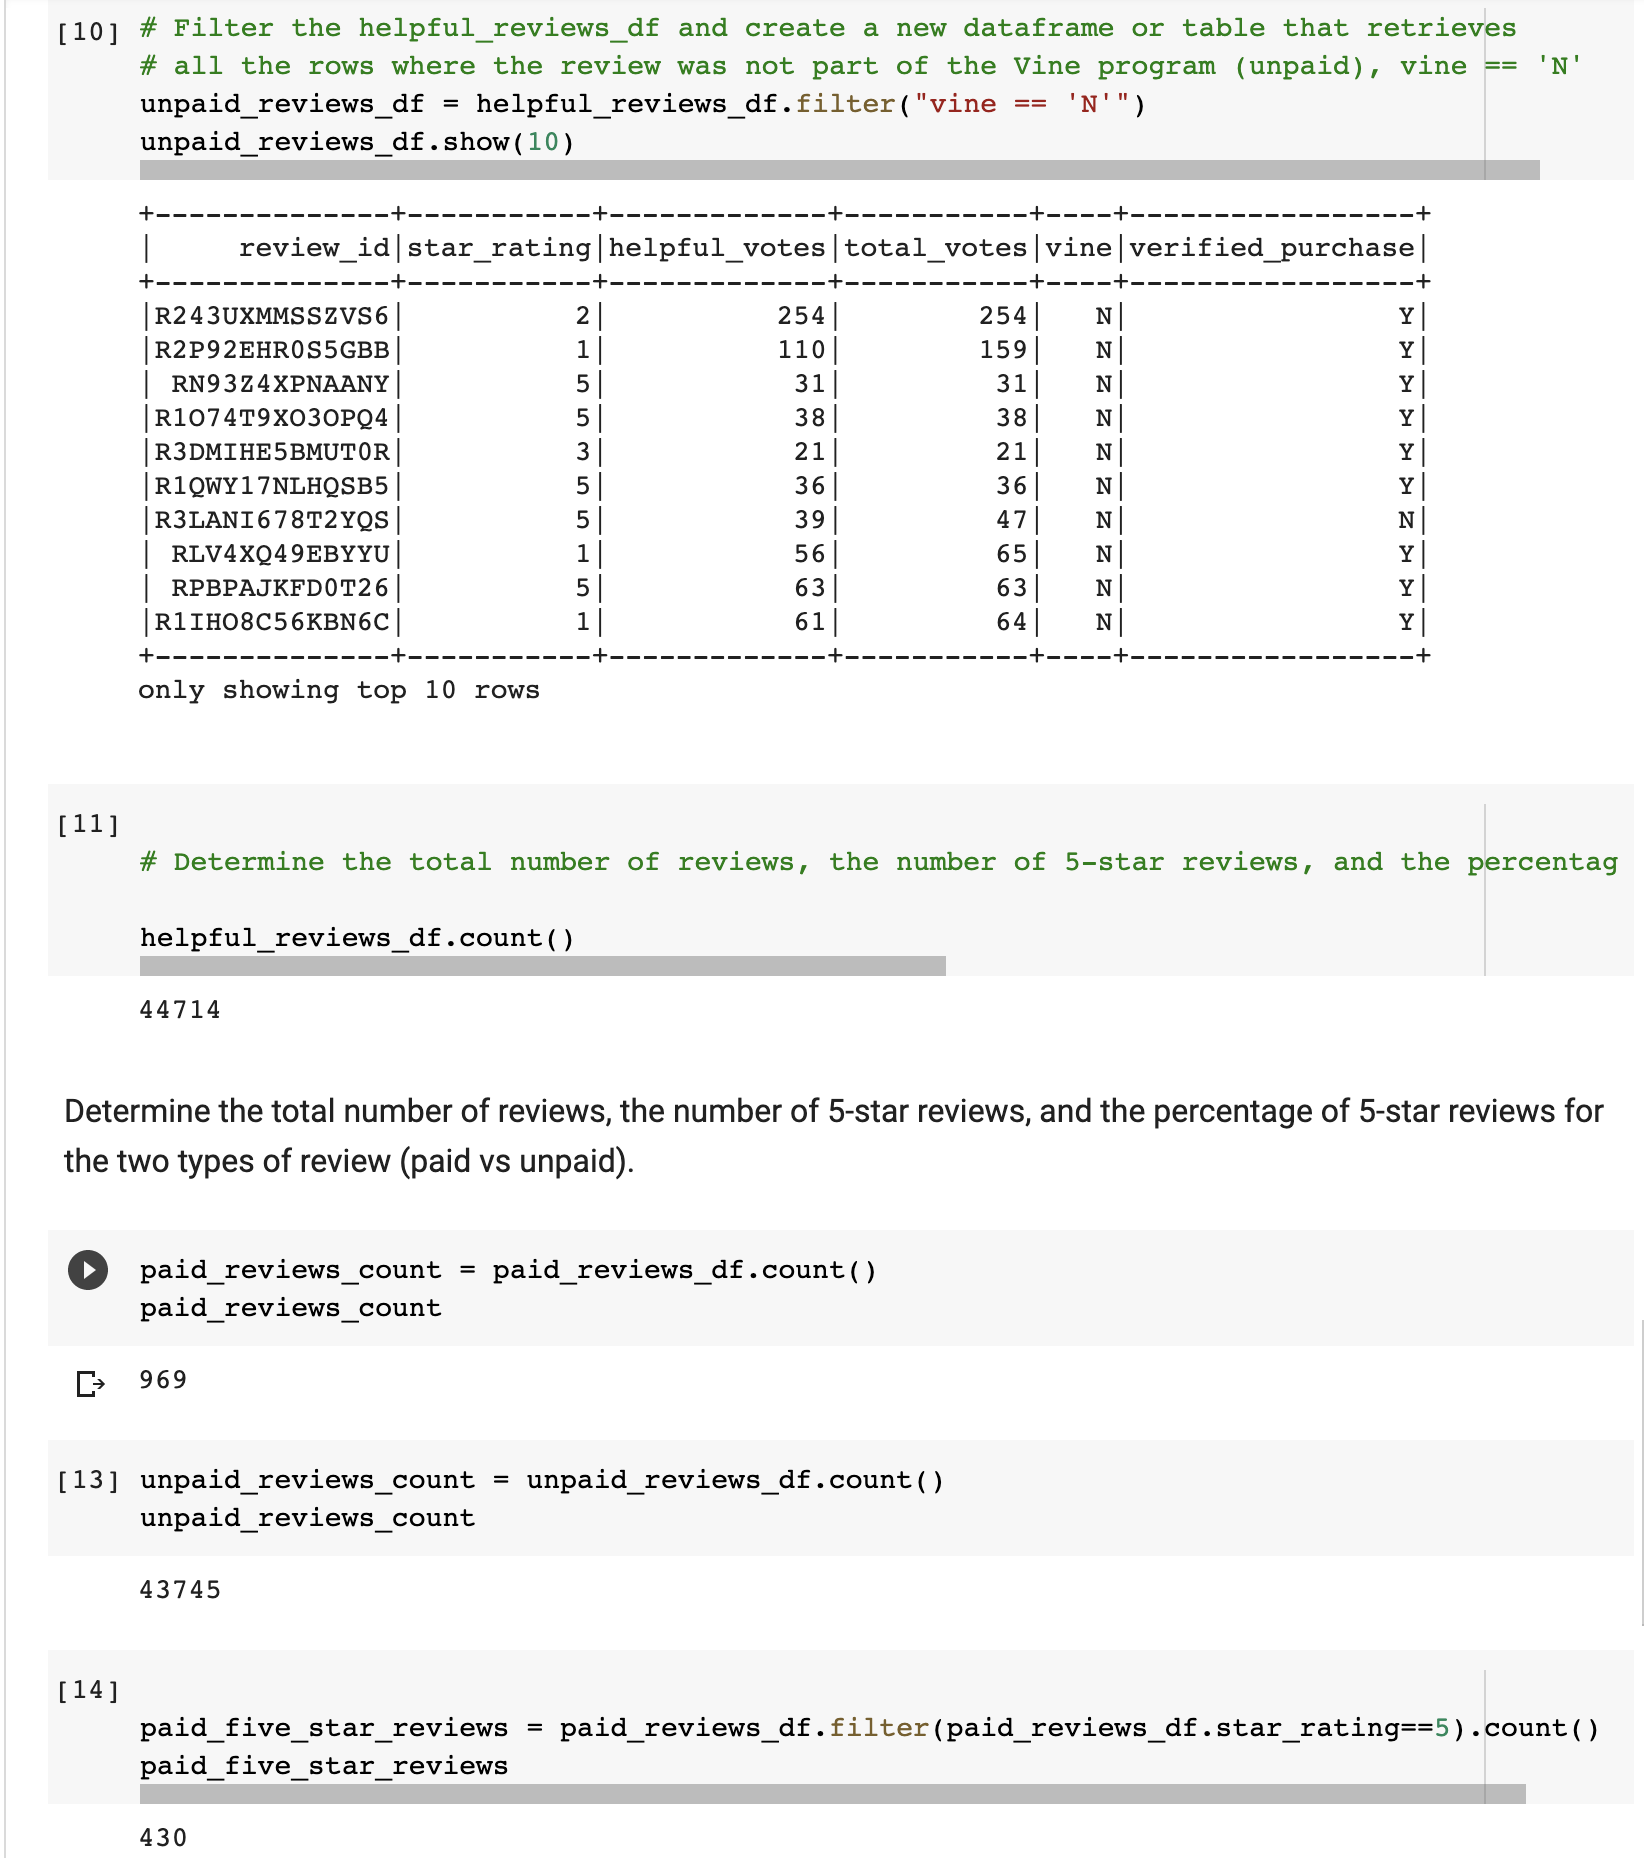 [10] # Filter the helpful_reviews_df and create a new dataframe or table that retrieves
# all the rows where the review was not part of the Vine program (unpaid), vine == 'N'
unpaid_reviews_df = helpful_reviews_df.filter("vine == 'N'")
unpaid_reviews_df.show(10)
+--------------+-----------+-------------+-----------+----+-----------------+
|     review_id|star_rating|helpful_votes|total_votes|vine|verified_purchase|
+--------------+-----------+-------------+-----------+----+-----------------+
|R243UXMMSSZVS6|          2|          254|        254|   N|                Y|
|R2P92EHR0S5GBB|          1|          110|        159|   N|                Y|
| RN93Z4XPNAANY|          5|           31|         31|   N|                Y|
|R1O74T9XO3OPQ4|          5|           38|         38|   N|                Y|
|R3DMIHE5BMUT0R|          3|           21|         21|   N|                Y|
|R1QWY17NLHQSB5|          5|           36|         36|   N|                Y|
|R3LANI678T2YQS|          5|           39|         47|   N|                N|
| RLV4XQ49EBYYU|          1|           56|         65|   N|                Y|
| RPBPAJKFD0T26|          5|           63|         63|   N|                Y|
|R1IHO8C56KBN6C|          1|           61|         64|   N|                Y|
+--------------+-----------+-------------+-----------+----+-----------------+
only showing top 10 rows
[11]
# Determine the total number of reviews, the number of 5-star reviews, and the percentag
helpful_reviews_df.count()
44714
Determine the total number of reviews, the number of 5-star reviews, and the percentage of 5-star reviews for
the two types of review (paid vs unpaid).
paid_reviews_count = paid_reviews_df.count()
paid_reviews_count
969
[13] unpaid_reviews_count = unpaid_reviews_df.count()
unpaid_reviews_count
43745
[14]
paid_five_star_reviews = paid_reviews_df.filter(paid_reviews_df.star_rating==5).count()
paid_five_star_reviews
430